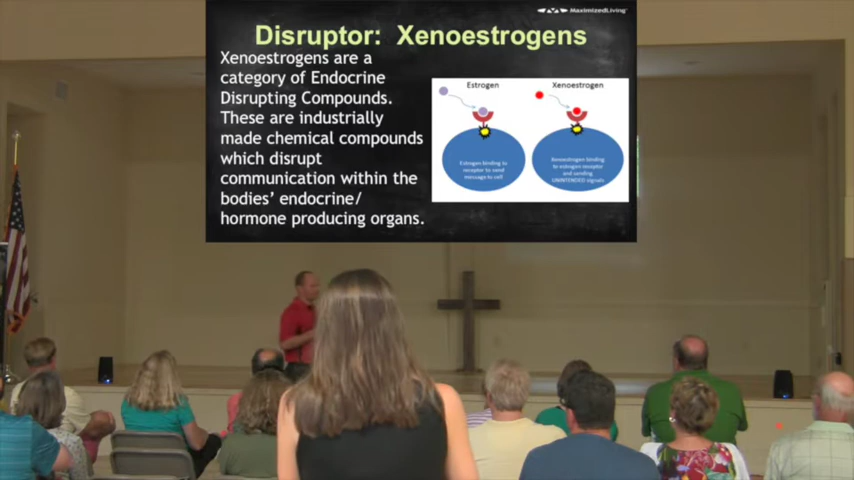 MaximizedLiving
Disruptor: Xenoestrogens
Xenoestrogens are a
category of Endocrine
Disrupting Compounds.
These are industrially
made chemical compounds
which disrupt
communication within the
bodies’ endocrine/
hormone producing organs.
Estrogen
Xenoestrogen
Estrogen binding to
receptor to send
message to cell
Xenoestrogen binding
to estrogen receptor
and sending
UNINTENDED signals